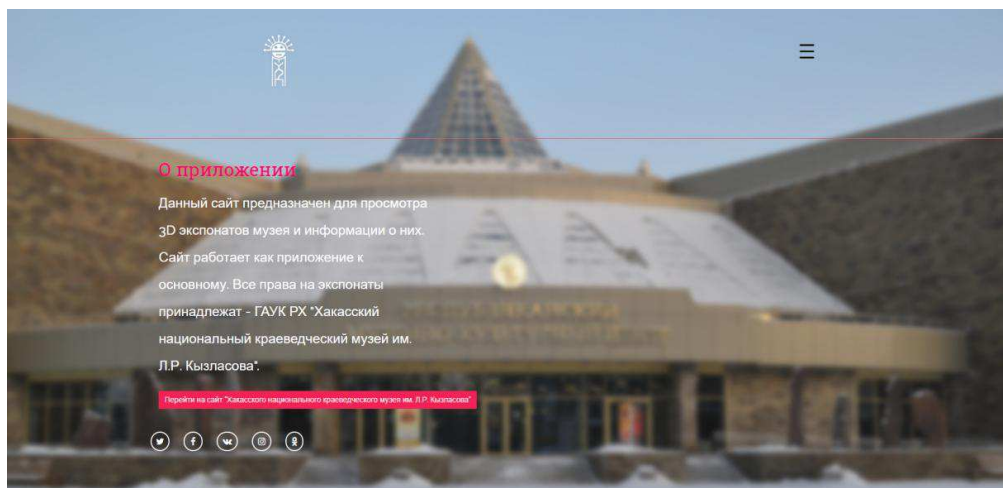 О приложении
Данный сайт предназначен для просмотра
3D экспонатов музея и информации о них.
Сайт работает как приложение к
основному. Все права на экспонаты
принадлежат - ГАУК РХ "Хакасский
национальный краеведческий музей им.
Л.Р. Кызласова".
Перейти на сайт "Хакасского национального краеведческого музея им. Л.Р. Кызласова"